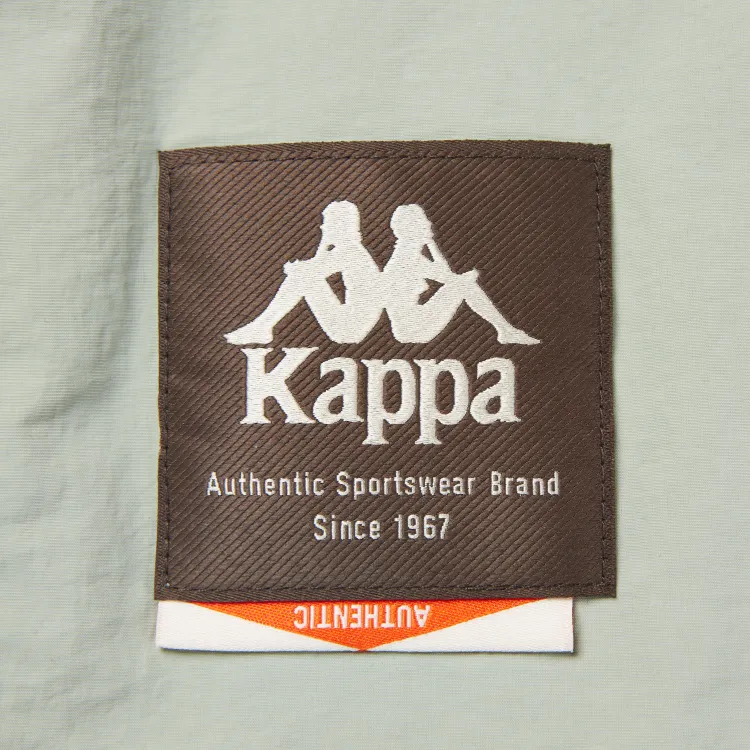 Kappa
Authentic Sportswear Brand
Since 1967
AUTHENTIC